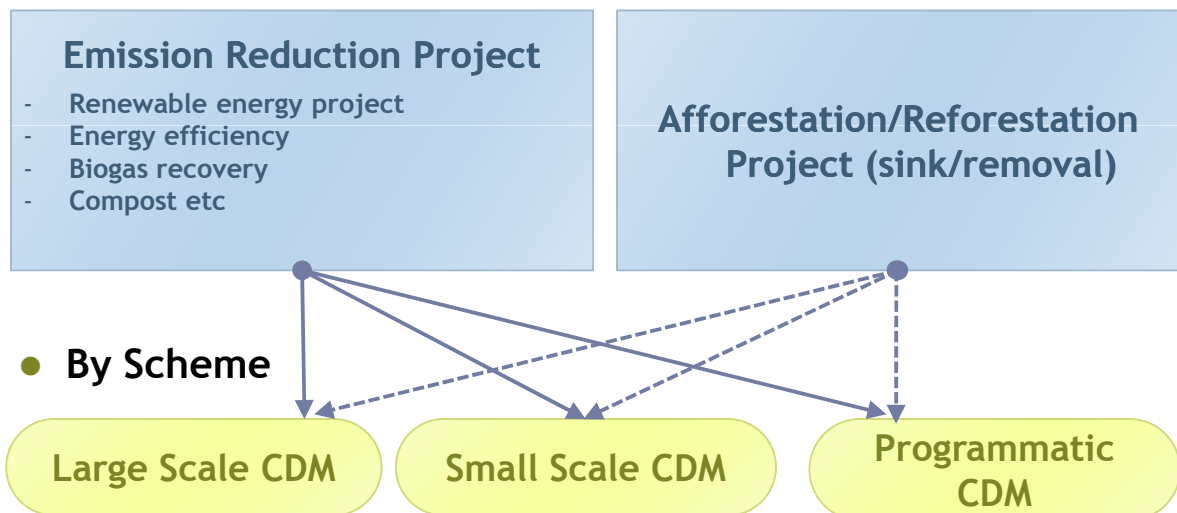 Emission Reduction Project
- Renewable energy project
- Energy efficiency
- Biogas recovery
- Compost etc
Afforestation/Reforestation
Project (sink/removal)
● By Scheme
Large Scale CDM
Small Scale CDM
Programmatic
CDM